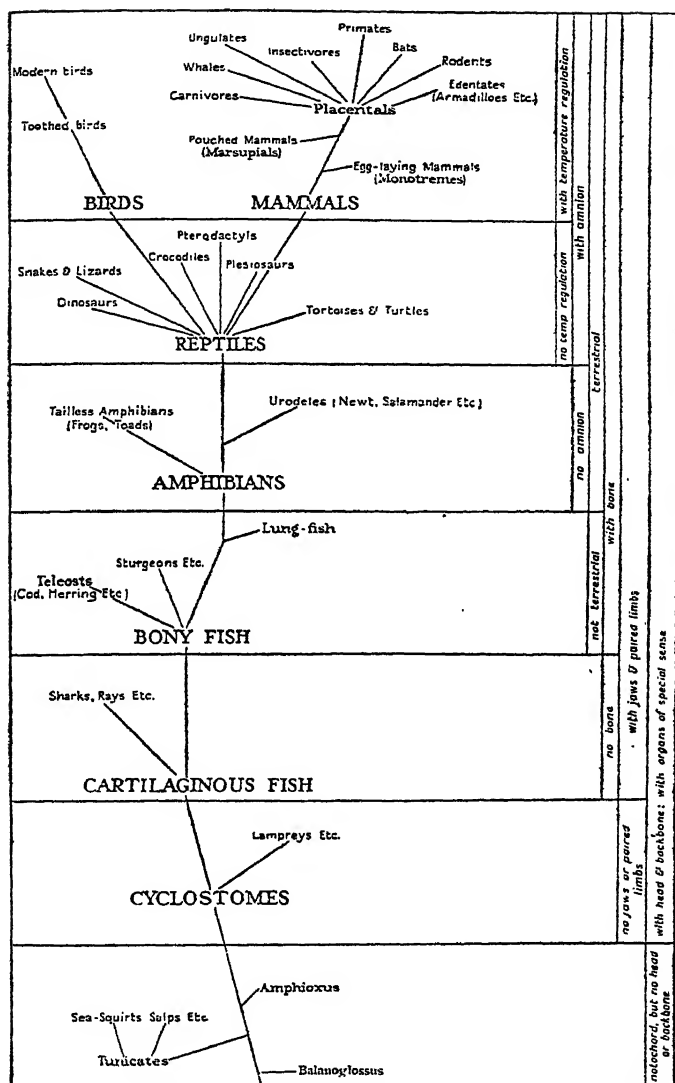 Primates
Ungulates
Insectivores
Bats
Modern birds
Whales
Rodents
Carnivores
Placentals
Edentates
(Armadilloes Etc.)
Toothed birds
Pouched Mammals
(Marsupials)
Egg-laying Mammals
(Monotremes)
BIRDS
MAMMALS
with temperature regulation
with amnion
Pterodactyls
Crocodiles
Snakes & Lizards
Plesiosaurs
Dinosaurs
Tortoises & Turtles
REPTILES
no temp regulation
terrestrial
Urodeles (Newt, Salamander Etc)
Tailless Amphibians
(Frogs, Toads)
AMPHIBIANS
no amnion
with bone
Lung-fish
Sturgeons Etc.
Teleosts
(Cod, Herring Etc)
BONY FISH
not terrestrial
with jaws & paired limbs
Sharks, Rays Etc.
CARTILAGINOUS FISH
no bone
with head & backbone: with organs of special sense
Lampreys Etc.
CYCLOSTOMES
no jaws or paired
limbs
Amphioxus
Sea-Squirts Salps Etc
Tunicates
Balanoglossus
notochord, but no head
or backbone